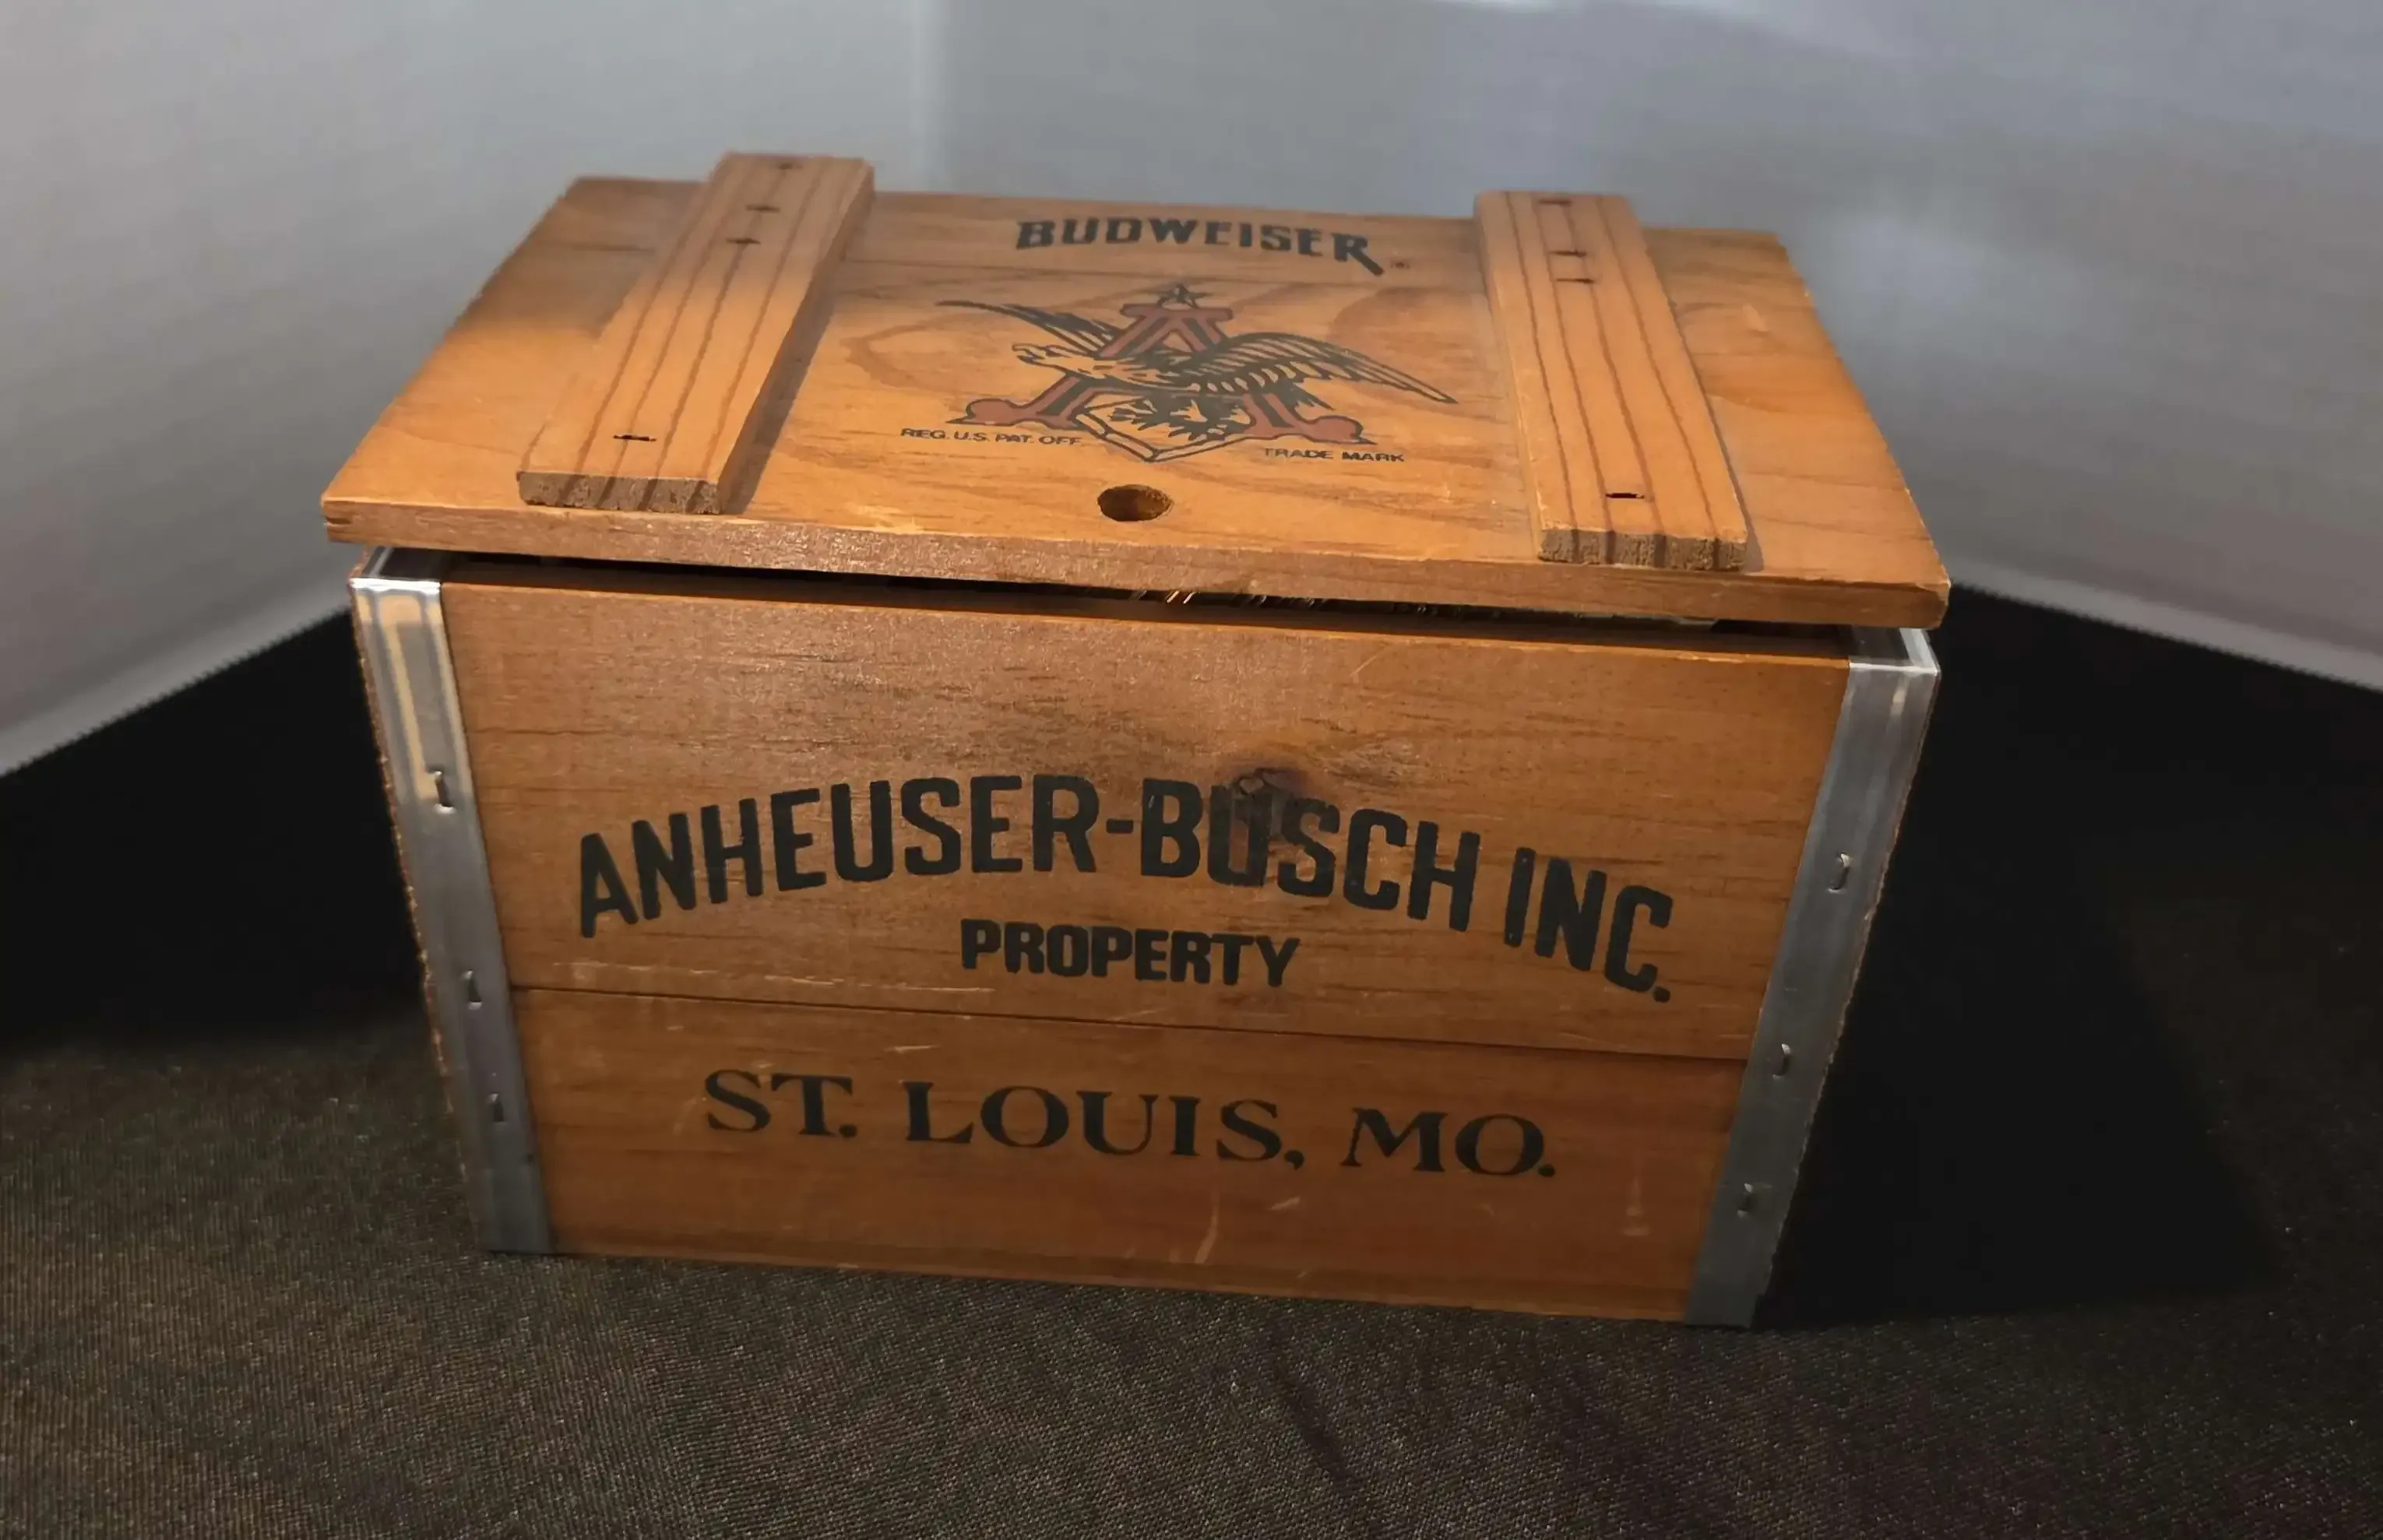 BUDWEISER®
A
REG. U.S. PAT. OFF.
TRADE MARK
ANHEUSER-BUSCH INC.
PROPERTY
ST. LOUIS, MO.